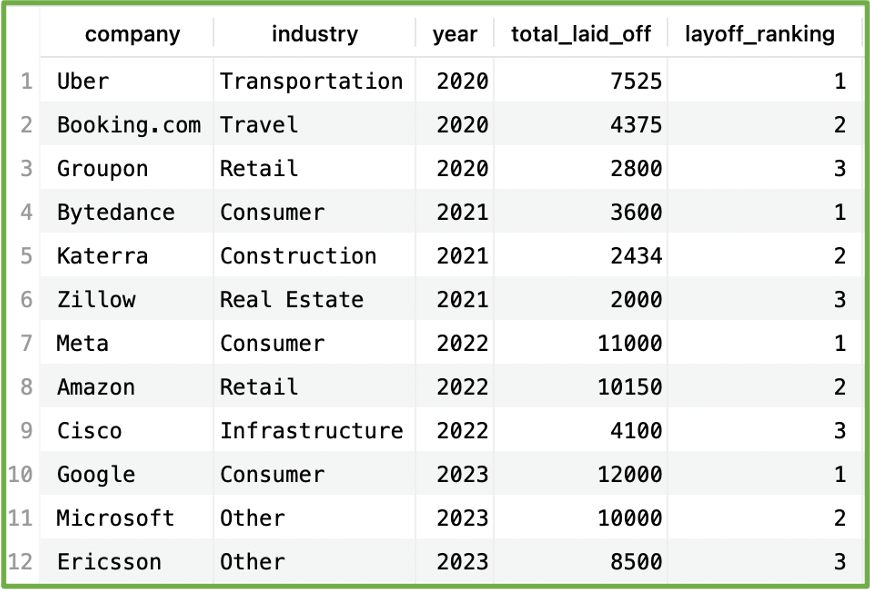 company industry year total_laid_off layoff_ranking
1 Uber Transportation 2020 7525 1
2 Booking.com Travel 2020 4375 2
3 Groupon Retail 2020 2800 3
4 Bytedance Consumer 2021 3600 1
5 Katerra Construction 2021 2434 2
6 Zillow Real Estate 2021 2000 3
7 Meta Consumer 2022 11000 1
8 Amazon Retail 2022 10150 2
9 Cisco Infrastructure 2022 4100 3
10 Google Consumer 2023 12000 1
11 Microsoft Other 2023 10000 2
12 Ericsson Other 2023 8500 3